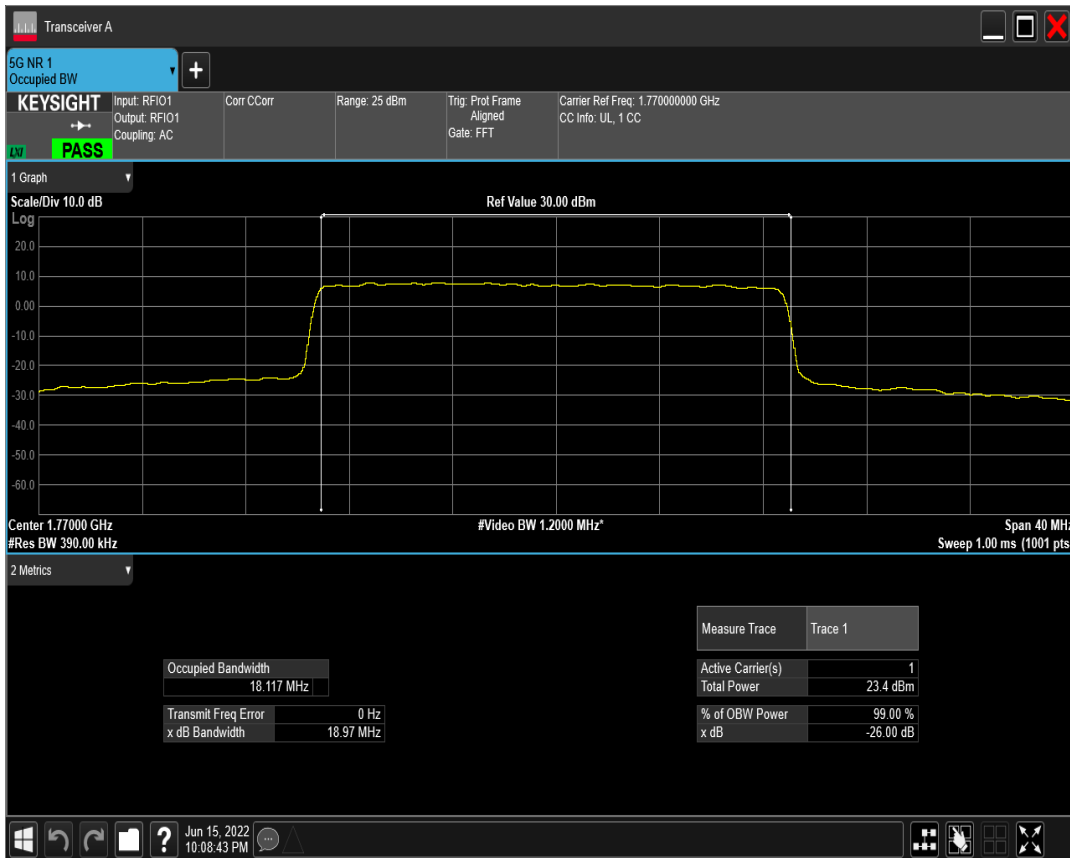 Transceiver A
5G NR 1
Occupied BW
KEYSIGHT
LXI
PASS
Input: RFIO1
Output: RFIO1
Coupling: AC
Corr CCorr
Range: 25 dBm
Trig: Prot Frame
Aligned
Gate: FFT
Carrier Ref Freq: 1.770000000 GHz
CC Info: UL, 1 CC
1 Graph
Scale/Div 10.0 dB
Ref Value 30.00 dBm
Log
20.0
10.0
0.00
-10.0
-20.0
-30.0
-40.0
-50.0
-60.0
Center 1.77000 GHz
#Video BW 1.2000 MHz*
Span 40 MHz
#Res BW 390.00 kHz
Sweep 1.00 ms (1001 pts
2 Metrics
Measure Trace Trace 1
Occupied Bandwidth
18.117 MHz
Active Carrier(s) 1
Total Power 23.4 dBm
Transmit Freq Error 0 Hz
x dB Bandwidth 18.97 MHz
% of OBW Power 99.00 %
x dB -26.00 dB
?
Jun 15, 2022
10:08:43 PM